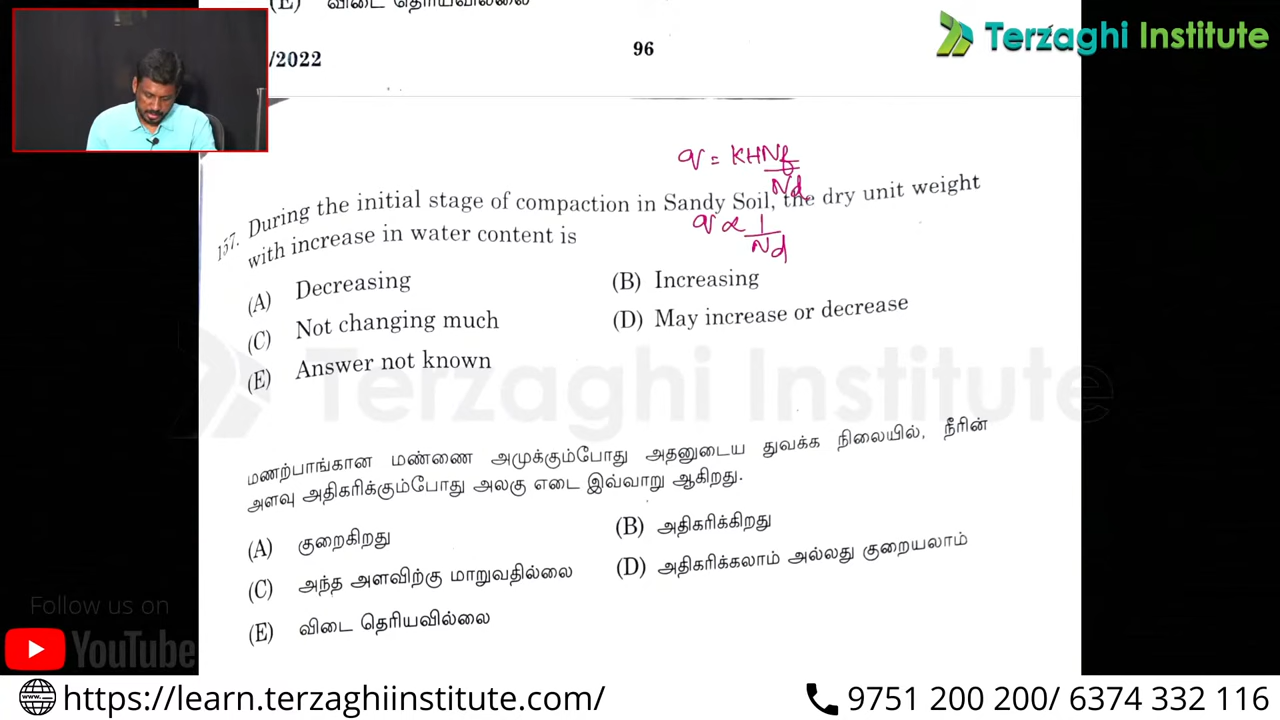 (E) விடை தெரியவில்லை
Terzaghi Institute
/2022
96
q = KHNf/Nd
157. During the initial stage of compaction in Sandy Soil, the dry unit weight
q ∝ 1/Nd
with increase in water content is
(A) Decreasing
(B) Increasing
(C) Not changing much
(D) May increase or decrease
(E) Answer not known
Terzaghi Institute
மணற்பாங்கான மண்ணை அமுக்கும்போது அதனுடைய துவக்க நிலையில், நீரின்
அளவு அதிகரிக்கும்போது அலகு எடை இவ்வாறு ஆகிறது.
(A) குறைகிறது
(B) அதிகரிக்கிறது
(C) அந்த அளவிற்கு மாறுவதில்லை
(D) அதிகரிக்கலாம் அல்லது குறையலாம்
(E) விடை தெரியவில்லை
Follow us on
YouTube
https://learn.terzaghiinstitute.com/
9751 200 200/ 6374 332 116